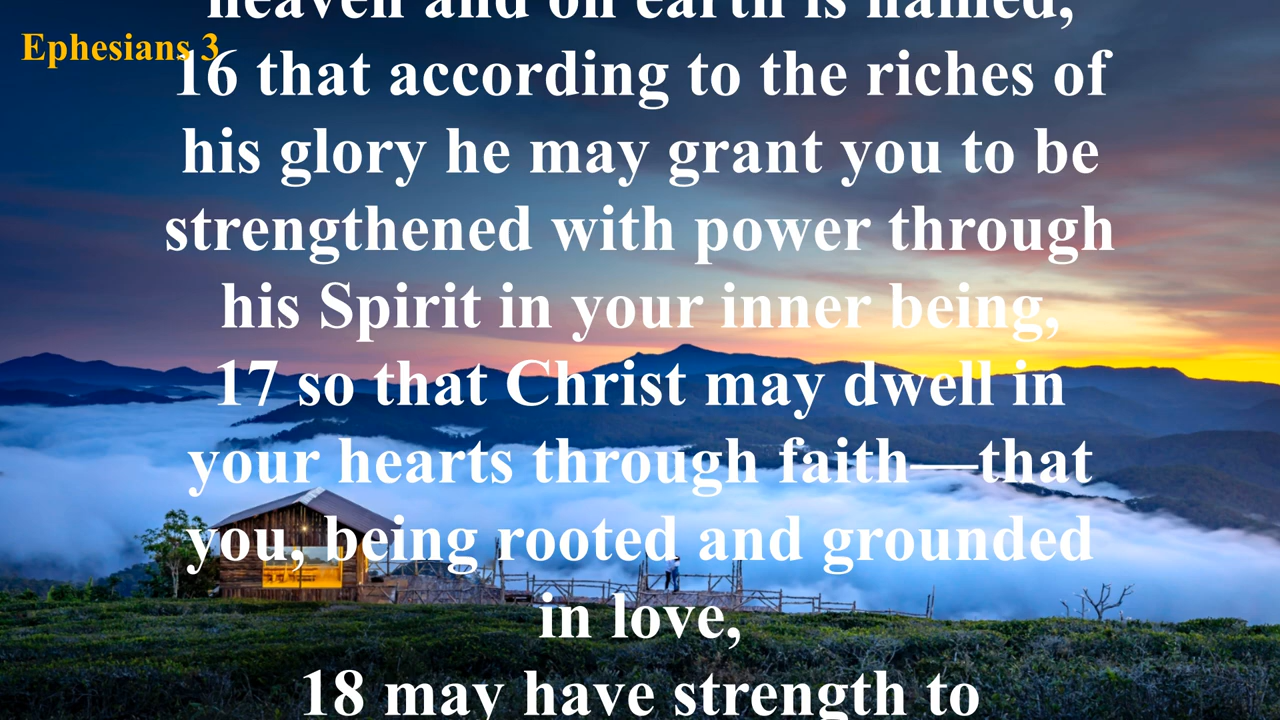 heaven and on earth is named,
Ephesians 3
16 that according to the riches of
his glory he may grant you to be
strengthened with power through
his Spirit in your inner being,
17 so that Christ may dwell in
your hearts through faith—that
you, being rooted and grounded
in love,
18 may have strength to